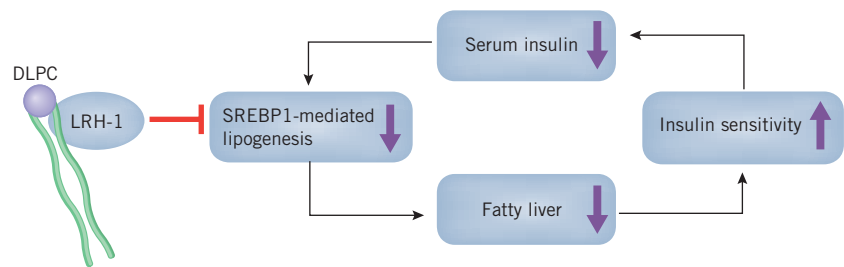 DLPC
LRH-1
SREBP1-mediated
lipogenesis
Serum insulin
Insulin sensitivity
Fatty liver